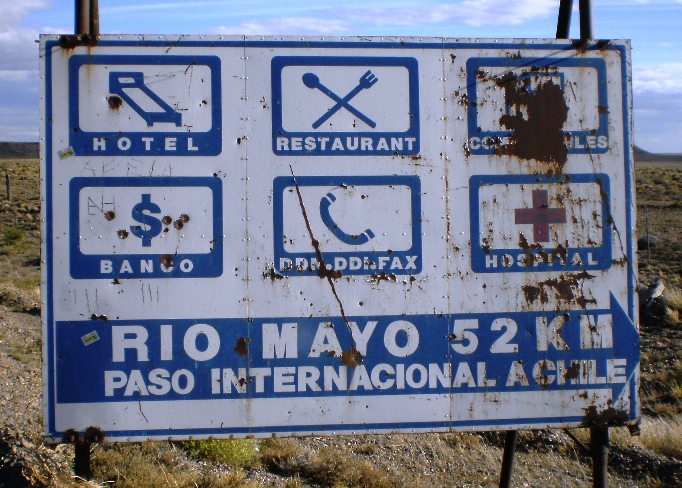 HOTEL
RESTAURANT
$
BANCO
DDN-DDI-FAX
HOSPITAL
RIO MAYO 52 KM
PASO INTERNACIONAL A CHILE